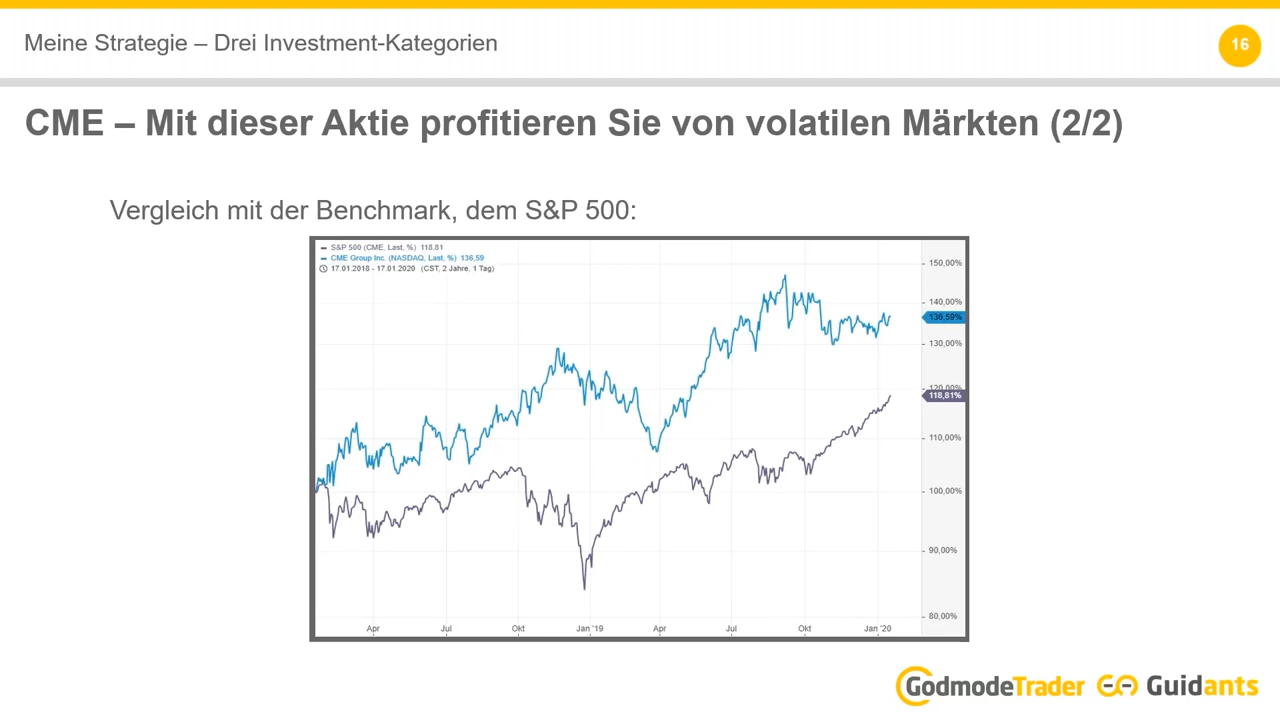 Meine Strategie – Drei Investment-Kategorien
16
CME – Mit dieser Aktie profitieren Sie von volatilen Märkten (2/2)
Vergleich mit der Benchmark, dem S&P 500:
S&P 500 (CME, Last, %) 118,81
CME Group Inc. (NASDAQ, Last, %) 136,59
17.01.2018 - 17.01.2020 (CST, 2 Jahre, 1 Tag)
150,00%
140,00%
136,59%
130,00%
120,00%
118,81%
110,00%
100,00%
90,00%
80,00%
Apr Jul Okt Jan '19 Apr Jul Okt Jan '20
GodmodeTrader Guidants